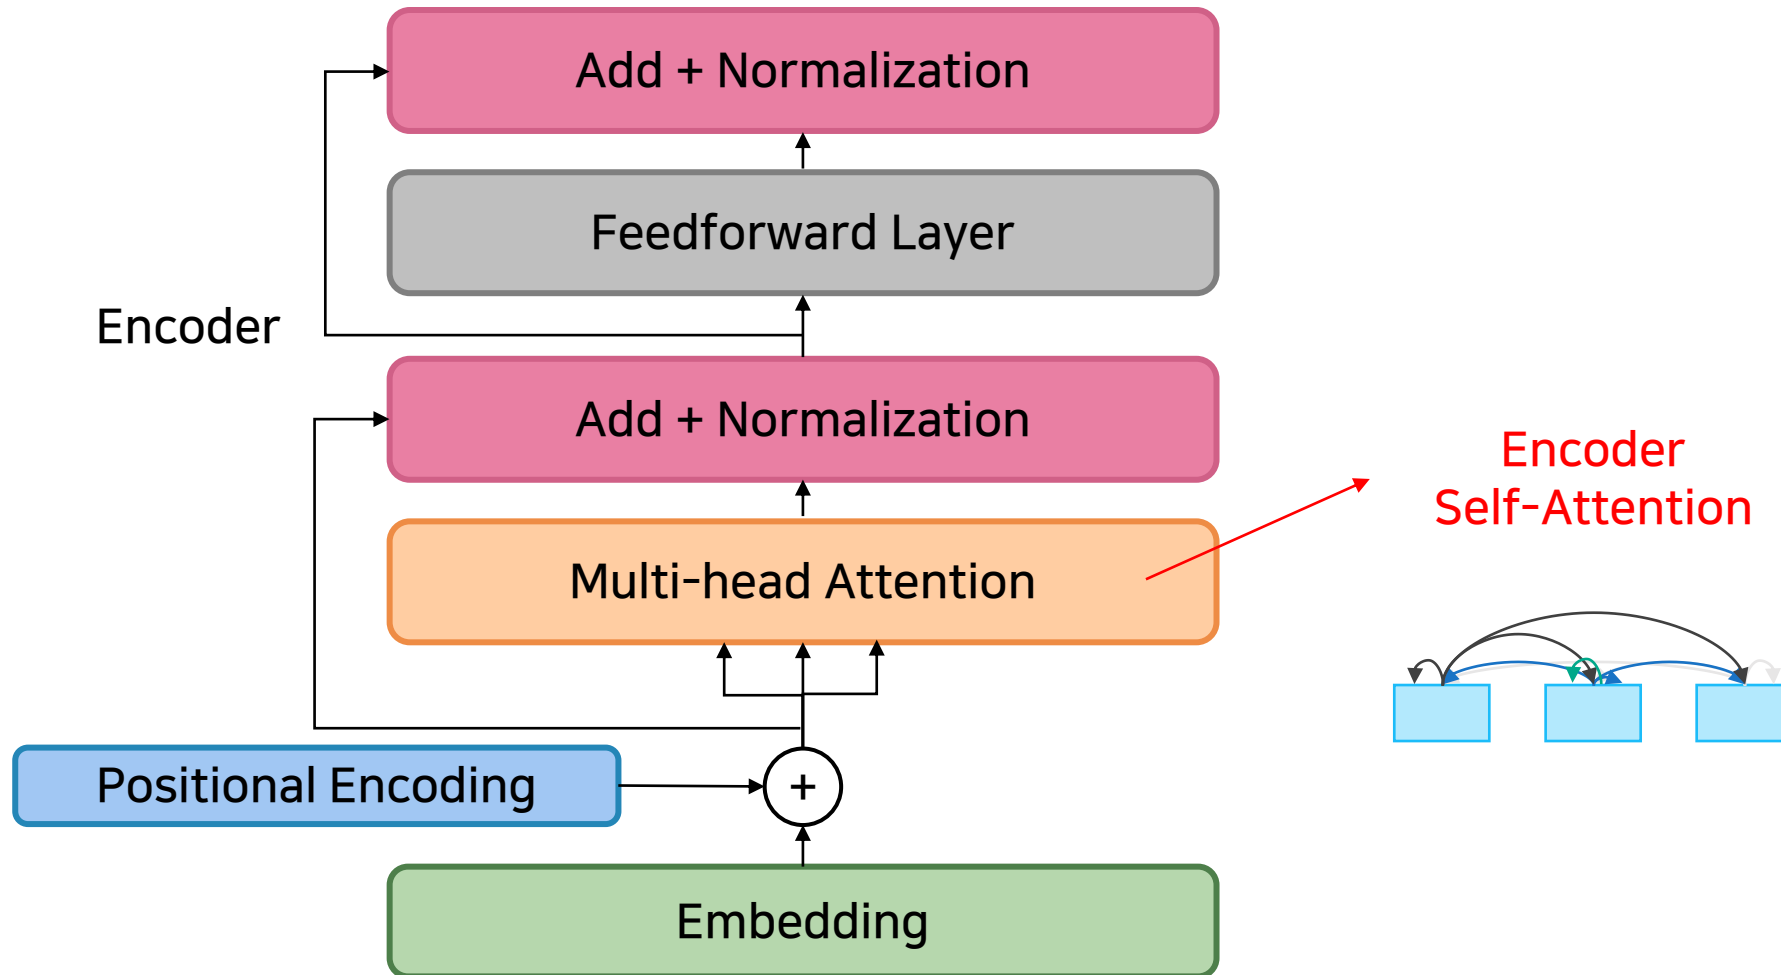 Add + Normalization
Feedforward Layer
Encoder
Add + Normalization
Encoder
Self-Attention
Multi-head Attention
Positional Encoding
+
Embedding